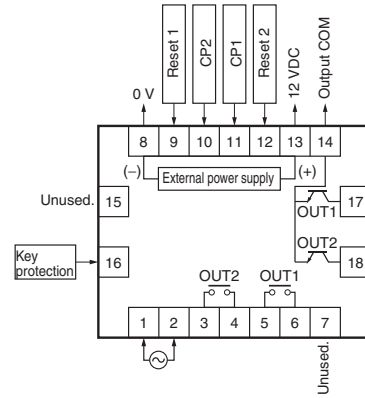 Reset 1
CP2
CP1
Reset 2
0 V
12 VDC
Output COM
8 9 10 11 12 13 14
(−) External power supply (+)
Unused. 15
OUT1 17
Key protection 16
OUT2 18
OUT2 OUT1
1 2 3 4 5 6 7
Unused.